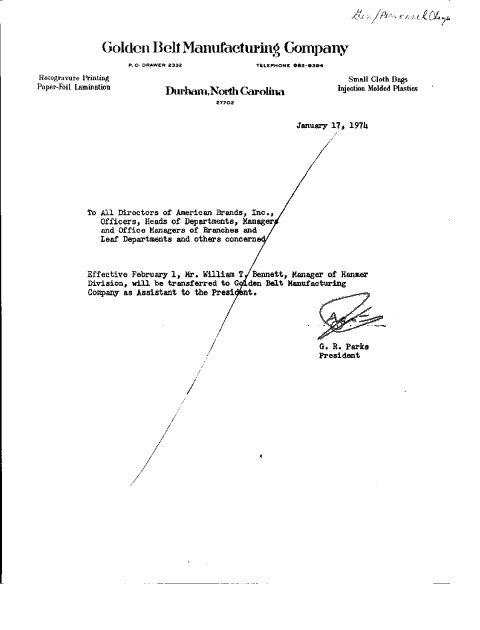 Gen/Personnel Change
Golden Belt Manufacturing Company
P. O. DRAWER 2332 TELEPHONE 682-9394
Rotogravure Printing
Paper-Foil Lamination
Small Cloth Bags
Injection Molded Plastics
Durham, North Carolina
27702
January 17, 1974
To All Directors of American Brands, Inc.,
Officers, Heads of Departments, Managers
and Office Managers of Branches and
Leaf Departments and others concerned
Effective February 1, Mr. William T. Bennett, Manager of Hanmer
Division, will be transferred to Golden Belt Manufacturing
Company as Assistant to the President.
G. R. Parks
President